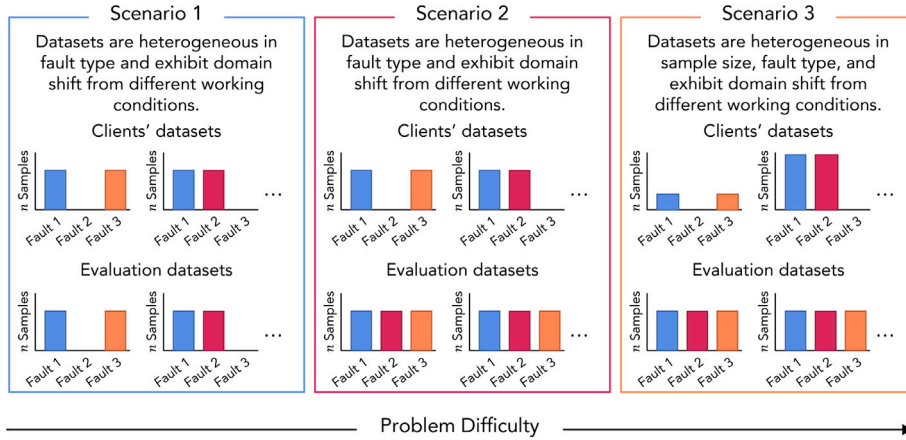 Scenario 1
Datasets are heterogeneous in
fault type and exhibit domain
shift from different working
conditions.
Clients' datasets
n Samples
Fault 1
Fault 2
Fault 3
n Samples
Fault 1
Fault 2
Fault 3
...
Evaluation datasets
n Samples
Fault 1
Fault 2
Fault 3
n Samples
Fault 1
Fault 2
Fault 3
...
Scenario 2
Datasets are heterogeneous in
fault type and exhibit domain
shift from different working
conditions.
Clients' datasets
n Samples
Fault 1
Fault 2
Fault 3
n Samples
Fault 1
Fault 2
Fault 3
...
Evaluation datasets
n Samples
Fault 1
Fault 2
Fault 3
n Samples
Fault 1
Fault 2
Fault 3
...
Scenario 3
Datasets are heterogeneous in
sample size, fault type, and
exhibit domain shift from
different working conditions.
Clients' datasets
n Samples
Fault 1
Fault 2
Fault 3
n Samples
Fault 1
Fault 2
Fault 3
...
Evaluation datasets
n Samples
Fault 1
Fault 2
Fault 3
n Samples
Fault 1
Fault 2
Fault 3
...
Problem Difficulty